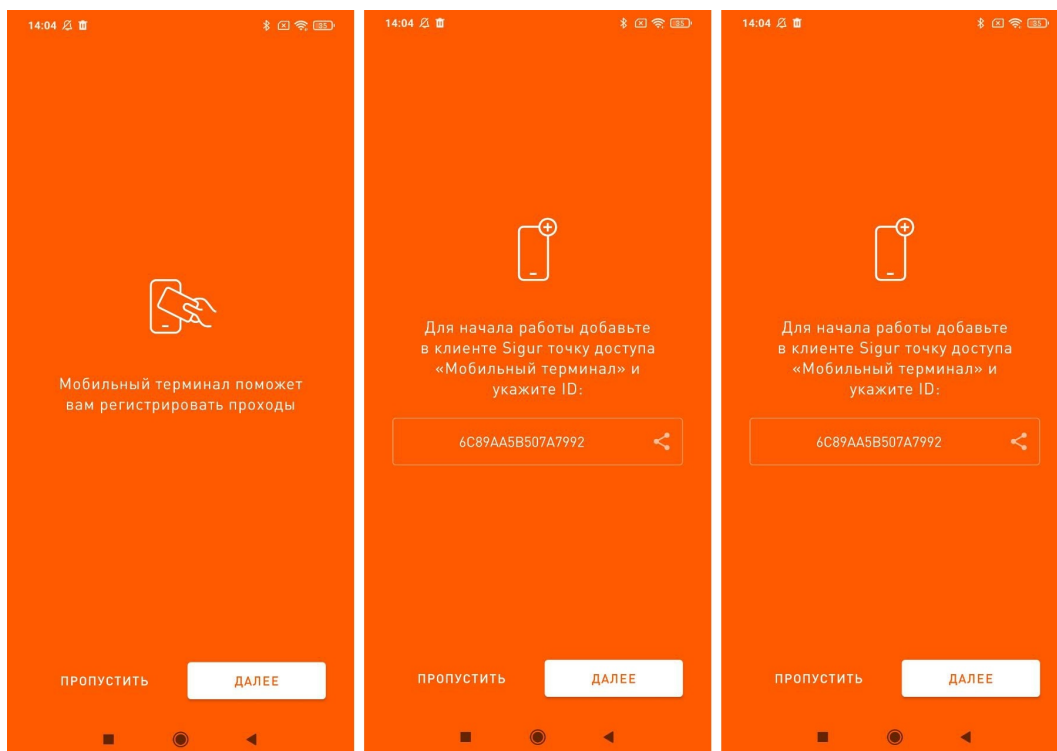 14:04
Мобильный терминал поможет
вам регистрировать проходы
ПРОПУСТИТЬ
ДАЛЕЕ
14:04
Для начала работы добавьте
в клиенте Sigur точку доступа
«Мобильный терминал» и
укажите ID:
6C89AA5B507A7992
ПРОПУСТИТЬ
ДАЛЕЕ
14:04
Для начала работы добавьте
в клиенте Sigur точку доступа
«Мобильный терминал» и
укажите ID:
6C89AA5B507A7992
ПРОПУСТИТЬ
ДАЛЕЕ